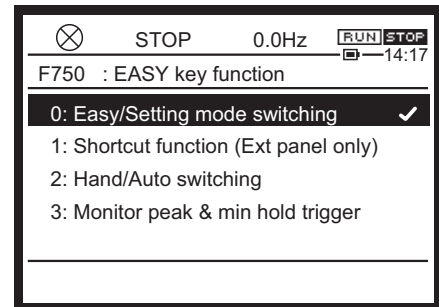 STOP 0.0Hz RUN STOP
14:17
F750 : EASY key function
0: Easy/Setting mode switching
1: Shortcut function (Ext panel only)
2: Hand/Auto switching
3: Monitor peak & min hold trigger